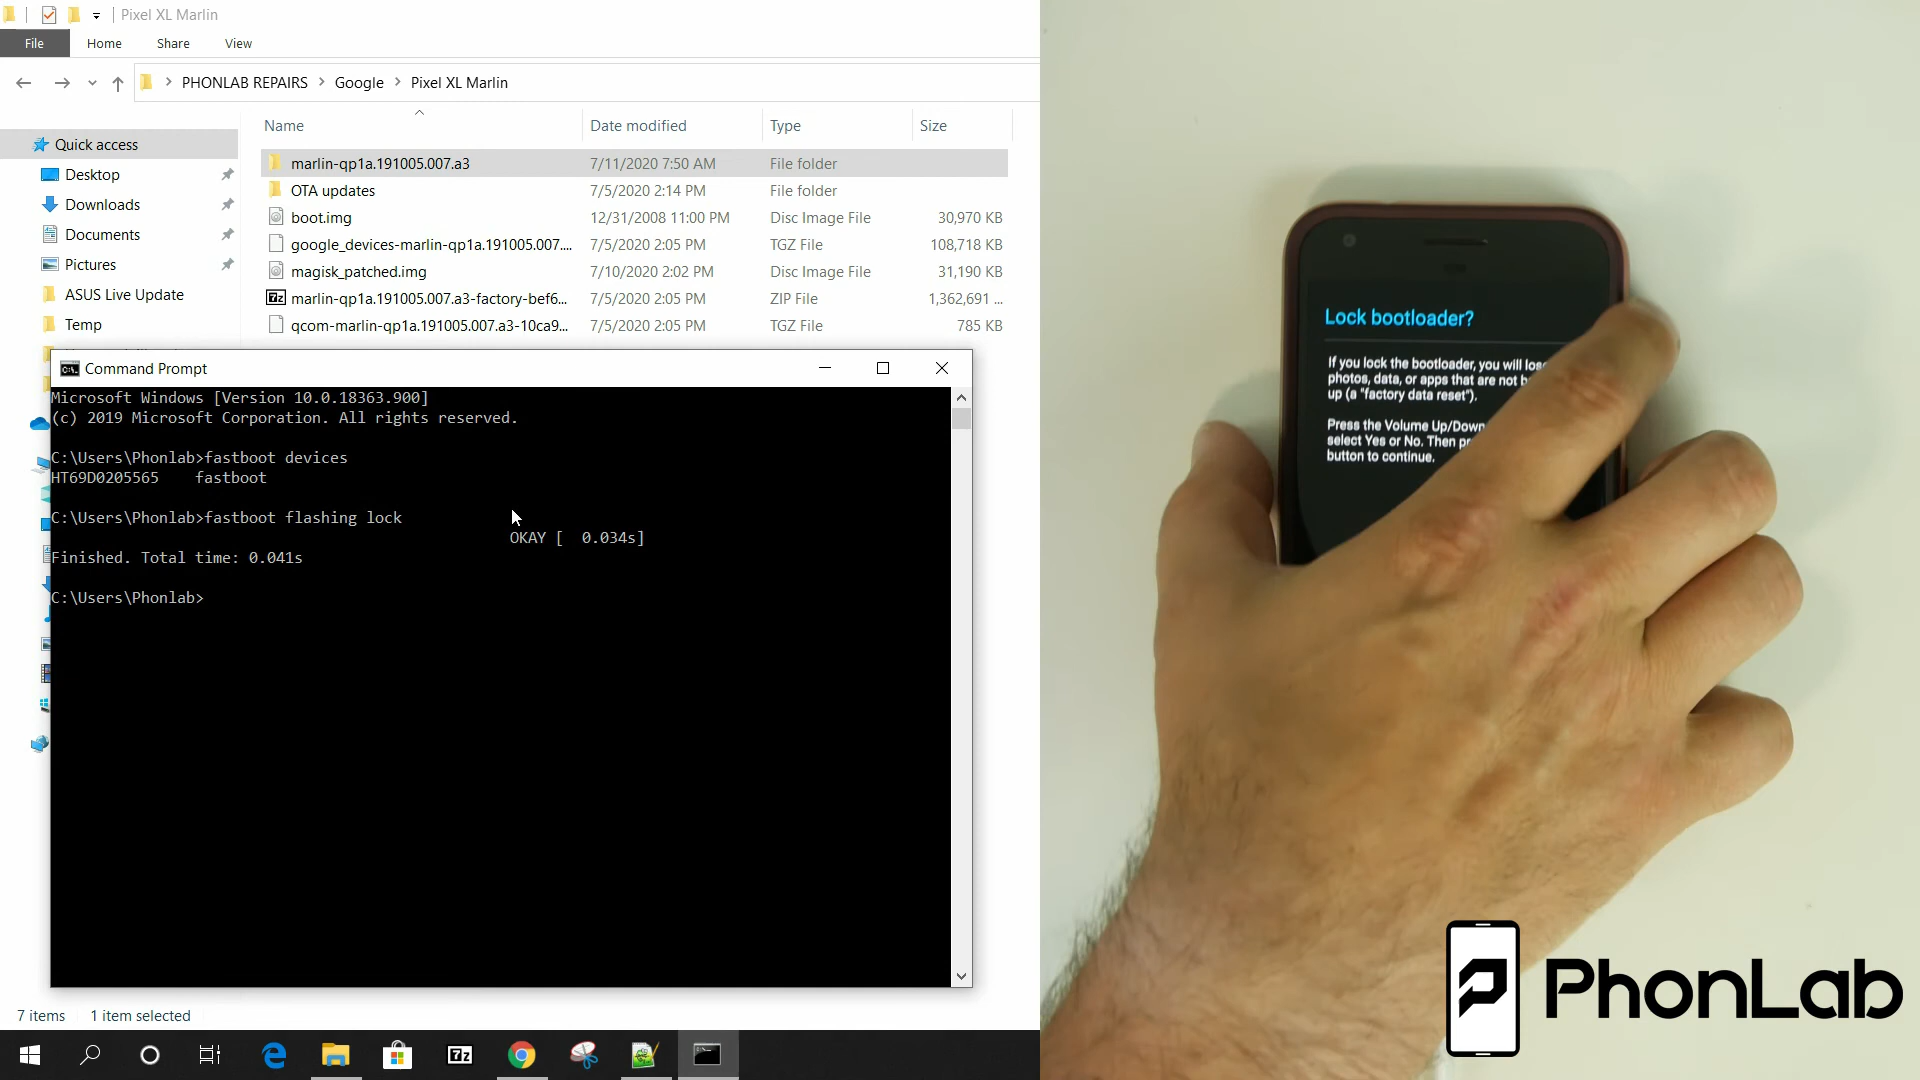 Pixel XL Marlin
File Home Share View
PHONLAB REPAIRS > Google > Pixel XL Marlin
Name Date modified Type Size
Quick access
Desktop
Downloads
Documents
Pictures
ASUS Live Update
Temp
marlin-qp1a.191005.007.a3 7/11/2020 7:50 AM File folder
OTA updates 7/5/2020 2:14 PM File folder
boot.img 12/31/2008 11:00 PM Disc Image File 30,970 KB
google_devices-marlin-qp1a.191005.007.... 7/5/2020 2:05 PM TGZ File 108,718 KB
magisk_patched.img 7/10/2020 2:02 PM Disc Image File 31,190 KB
7z marlin-qp1a.191005.007.a3-factory-bef6... 7/5/2020 2:05 PM ZIP File 1,362,691 ...
qcom-marlin-qp1a.191005.007.a3-10ca9... 7/5/2020 2:05 PM TGZ File 785 KB
Command Prompt
Microsoft Windows [Version 10.0.18363.900]
(c) 2019 Microsoft Corporation. All rights reserved.
C:\Users\Phonlab>fastboot devices
HT69D0205565 fastboot
C:\Users\Phonlab>fastboot flashing lock
OKAY [ 0.034s]
Finished. Total time: 0.041s
C:\Users\Phonlab>
7 items 1 item selected
7z
Lock bootloader?
If you lock the bootloader, you will
photos, data, or apps that are not
up (a "factory data reset").
Press the Volume Up/Down
select Yes or No. Then
button to continue.
PhonLab